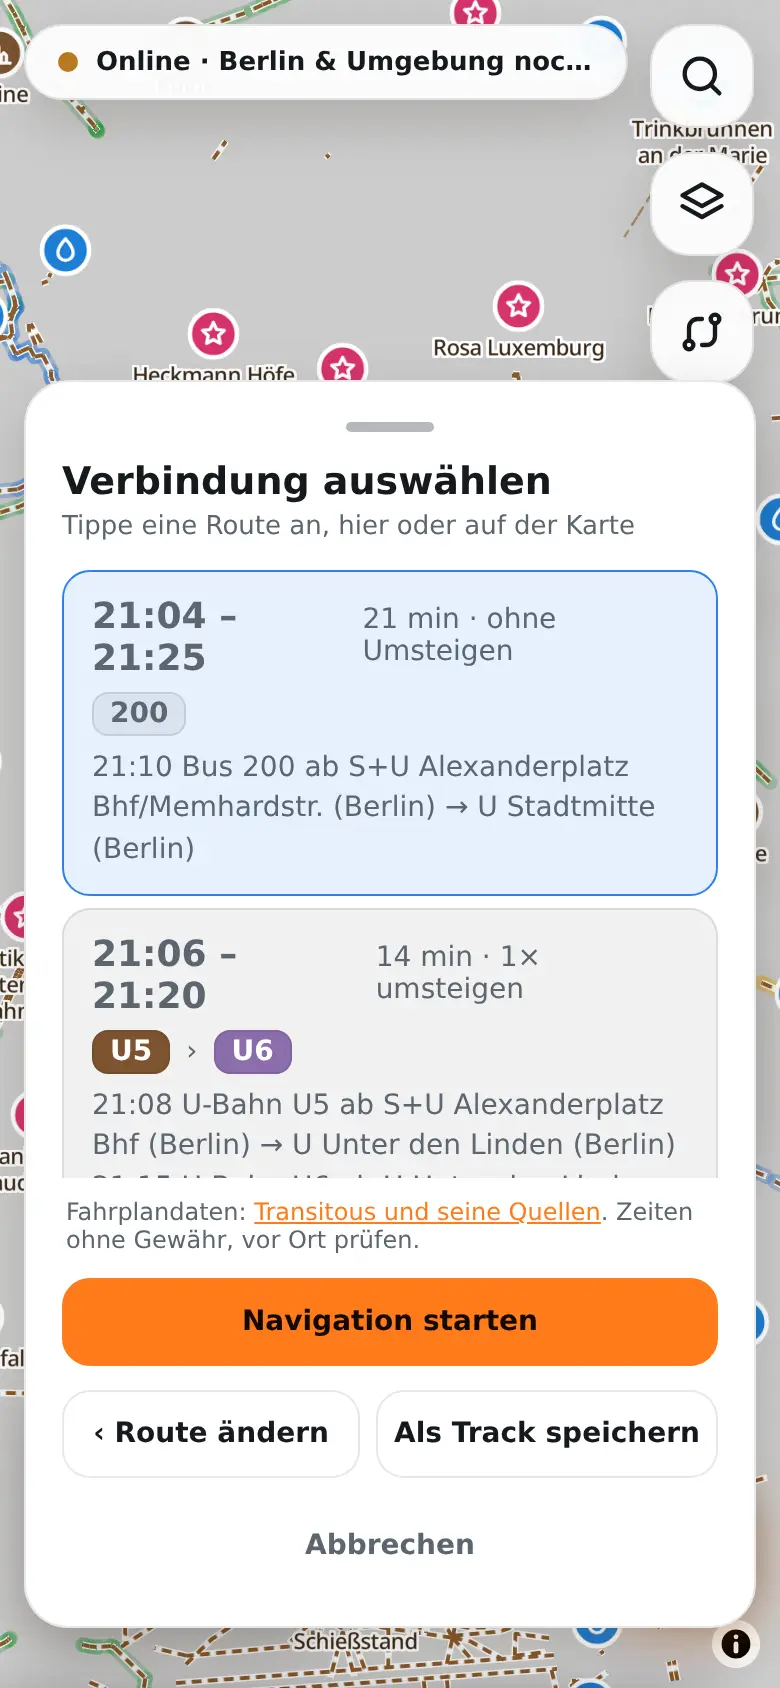 Online · Berlin & Umgebung noc...
ine
Trinkbrunnen
an der Marie
Rosa Luxemburg
Heckmann Höfe
Verbindung auswählen
Tippe eine Route an, hier oder auf der Karte
21:04 –
21:25
21 min · ohne
Umsteigen
200
21:10 Bus 200 ab S+U Alexanderplatz
Bhf/Memhardstr. (Berlin) → U Stadtmitte
(Berlin)
21:06 –
21:20
14 min · 1×
umsteigen
U5 › U6
21:08 U-Bahn U5 ab S+U Alexanderplatz
Bhf (Berlin) → U Unter den Linden (Berlin)
Fahrplandaten: Transitous und seine Quellen. Zeiten
ohne Gewähr, vor Ort prüfen.
Navigation starten
‹ Route ändern
Als Track speichern
Abbrechen
Schießstand